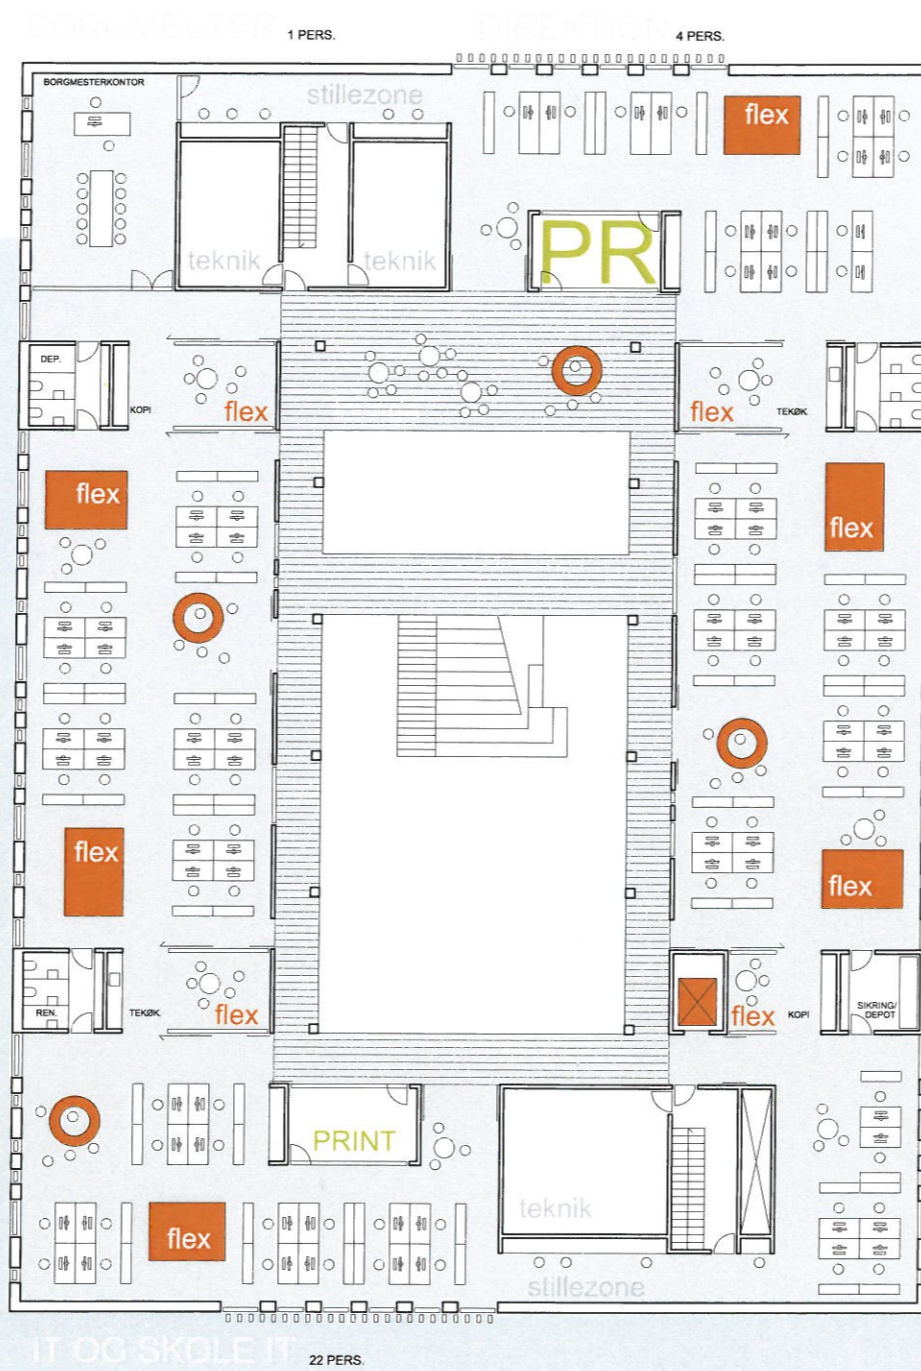 BORGMESTER
1 PERS.
DIREKTION
4 PERS.
BORGMESTERKONTOR
stillezone
flex
teknik
teknik
PR
DEP.
KOPI
flex
flex
TEKØK.
flex
flex
flex
flex
REN.
TEKØK.
flex
flex
KOPI
SIKRING/
DEPOT
PRINT
flex
teknik
stillezone
IT OG SKOLE IT
22 PERS.